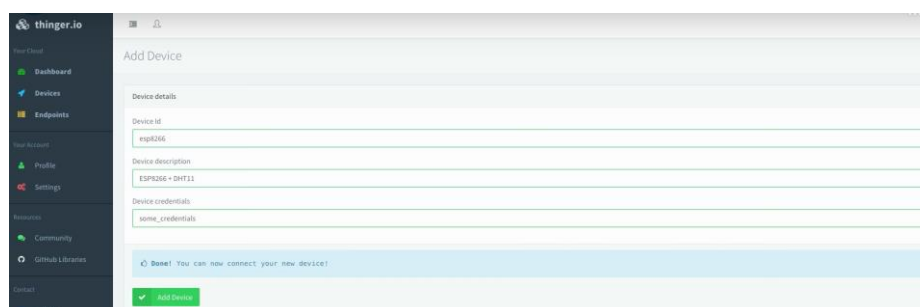 thinger.io
Your Cloud
Dashboard
Devices
Endpoints
Your Account
Profile
Settings
Resources
Community
GitHub Libraries
Contact
Add Device
Device details
Device Id
esp8266
Device description
ESP8266 + DHT11
Device credentials
some_credentials
Done! You can now connect your new device!
Add Device